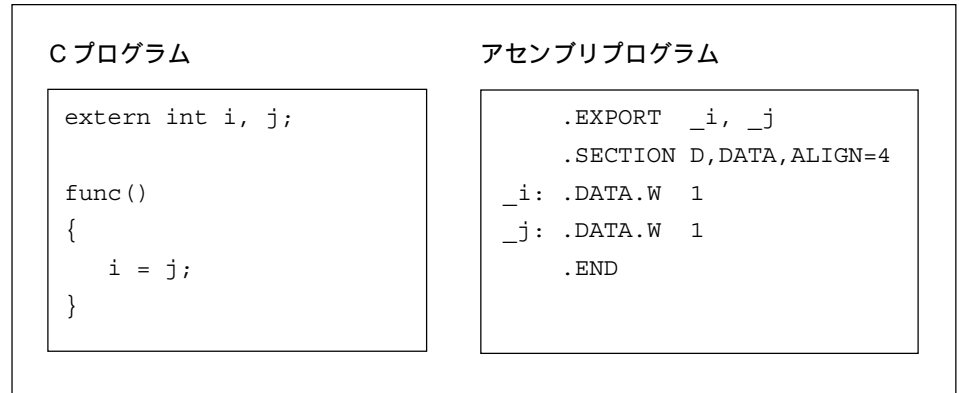 C プログラム
extern int i, j;
func()
{
i = j;
}
アセンブリプログラム
.EXPORT _i, _j
.SECTION D,DATA,ALIGN=4
_i: .DATA.W 1
_j: .DATA.W 1
.END